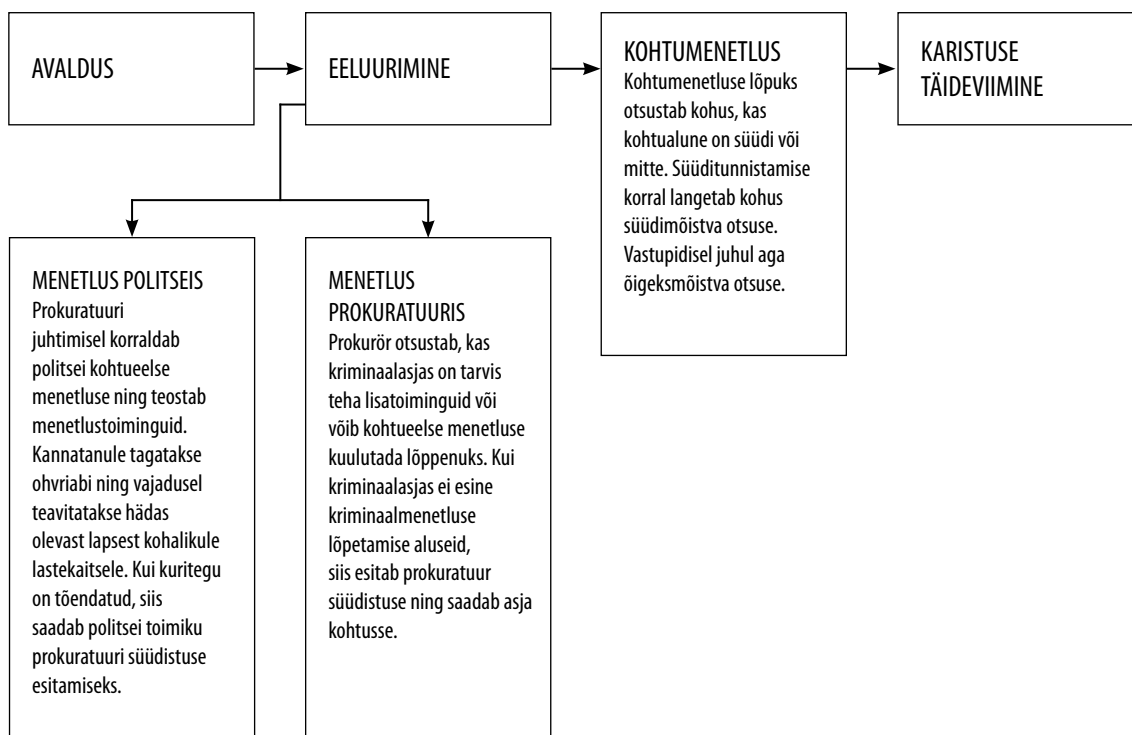 AVALDUS
EELUURIMINE
KOHTUMENETLUS
Kohtumenetluse lõpuks
otsustab kohus, kas
kohtualune on süüdi või
mitte. Süüditunnistamise
korral langetab kohus
süüdimõistva otsuse.
Vastupidisel juhul aga
õigeksmõistva otsuse.
KARISTUSE
TÄIDEVIIMINE
MENETLUS POLITSEIS
Prokuratuuri
juhtimisel korraldab
politsei kohtueelse
menetluse ning teostab
menetlustoiminguid.
Kannatanule tagatakse
ohvriabi ning vajadusel
teavitatakse hädas
olevast lapsest kohalikule
lastekaitsele. Kui kuritegu
on tõendatud, siis
saadab politsei toimiku
prokuratuuri süüdistuse
esitamiseks.
MENETLUS
PROKURATUURIS
Prokurör otsustab, kas
kriminaalasjas on tarvis
teha lisatoiminguid või
võib kohtueelse menetluse
kuulutada lõppenuks. Kui
kriminaalasjas ei esine
kriminaalmenetluse
lõpetamise aluseid,
siis esitab prokuratuur
süüdistuse ning saadab asja
kohtusse.